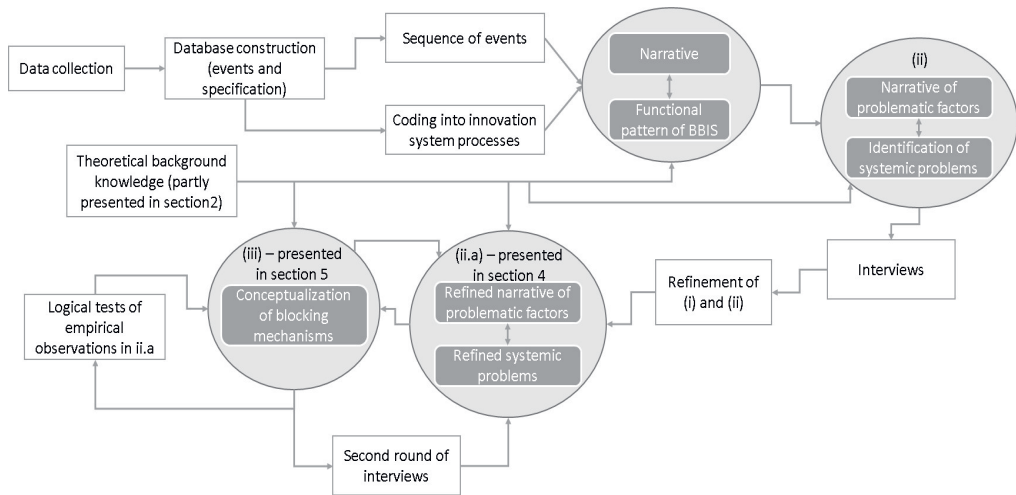 Data collection
Database construction
(events and
specification)
Sequence of events
Coding into innovation
system processes
Narrative
Functional
pattern of BBIS
(ii)
Narrative of
problematic factors
Identification of
systemic problems
Theoretical background
knowledge (partly
presented in section2)
Interviews
Refinement of
(i) and (ii)
(ii.a) – presented
in section 4
Refined narrative of
problematic factors
Refined systemic
problems
(iii) – presented
in section 5
Conceptualization
of blocking
mechanisms
Logical tests of
empirical
observations in ii.a
Second round of
interviews